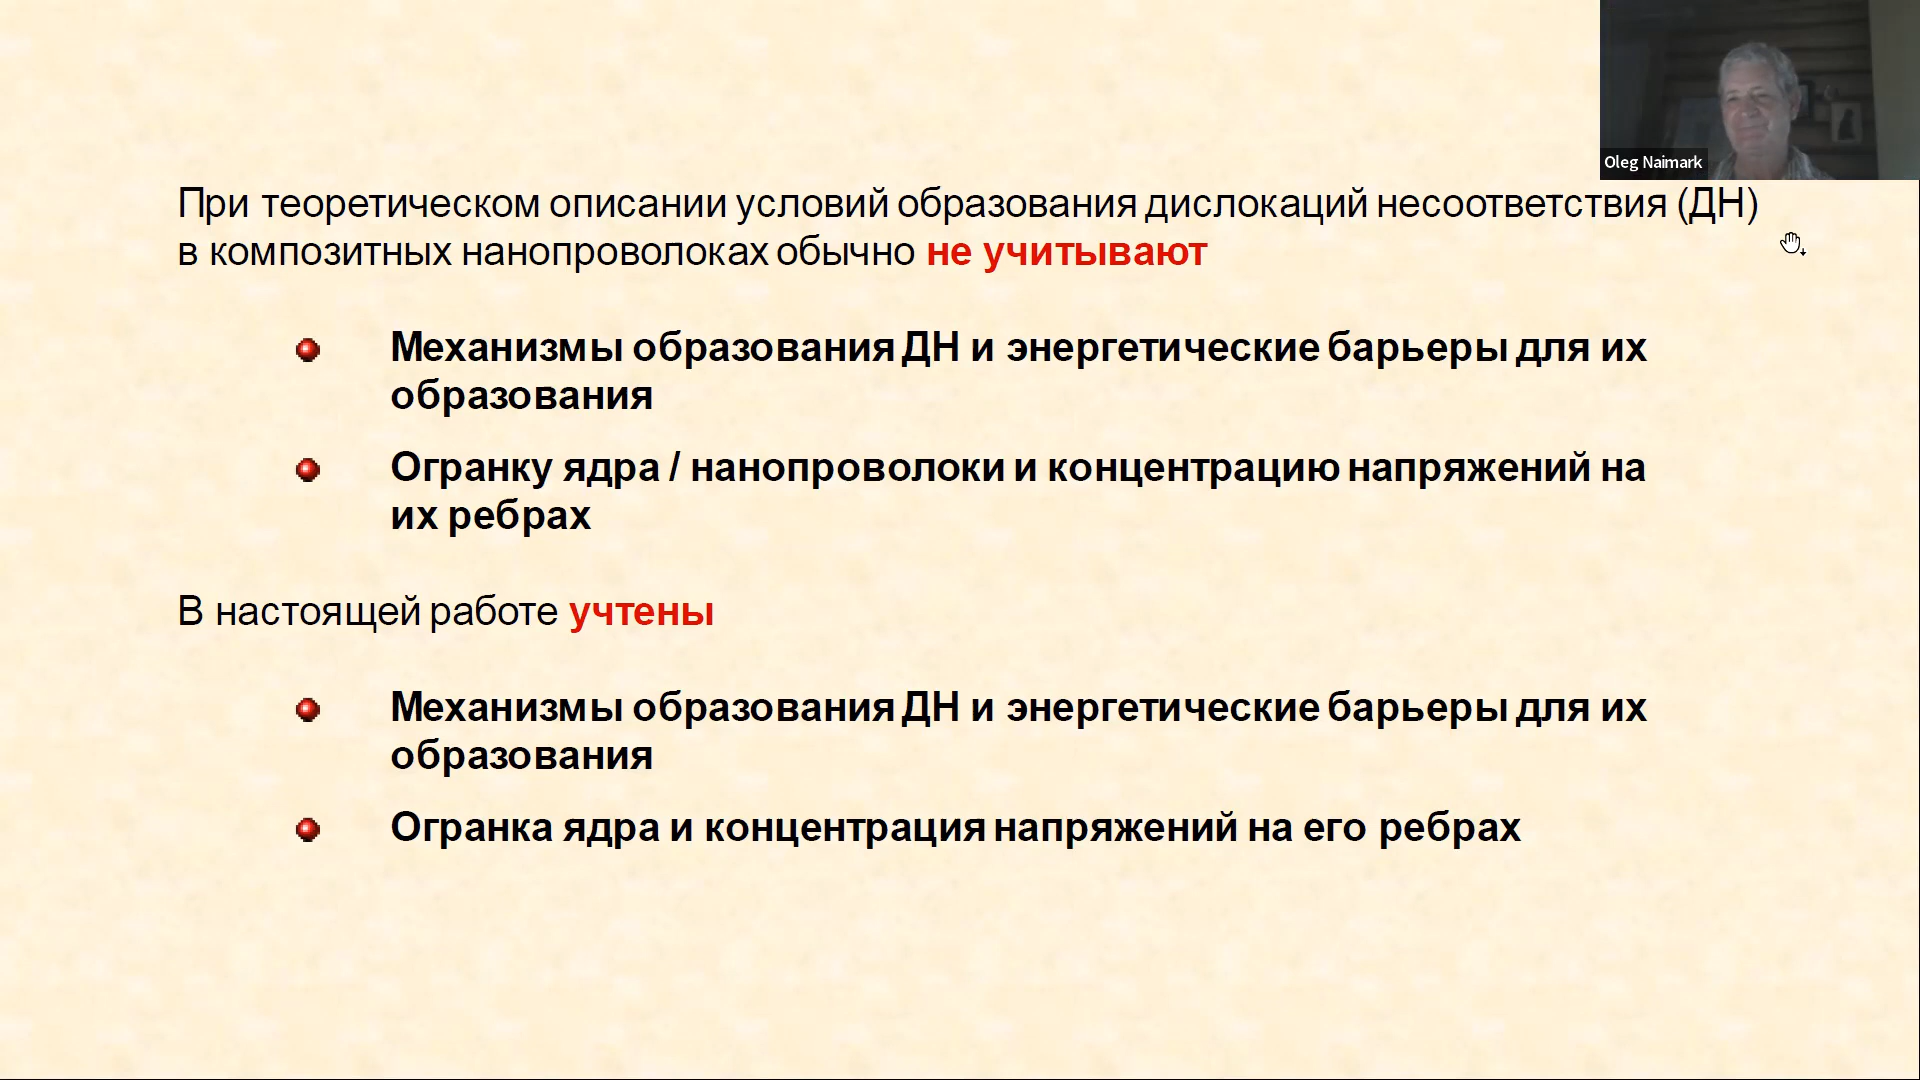 Oleg Naimark
При теоретическом описании условий образования дислокаций несоответствия (ДН)
в композитных нанопроволоках обычно не учитывают
Механизмы образования ДН и энергетические барьеры для их
образования
Огранку ядра / нанопроволоки и концентрацию напряжений на
их ребрах
В настоящей работе учтены
Механизмы образования ДН и энергетические барьеры для их
образования
Огранка ядра и концентрация напряжений на его ребрах